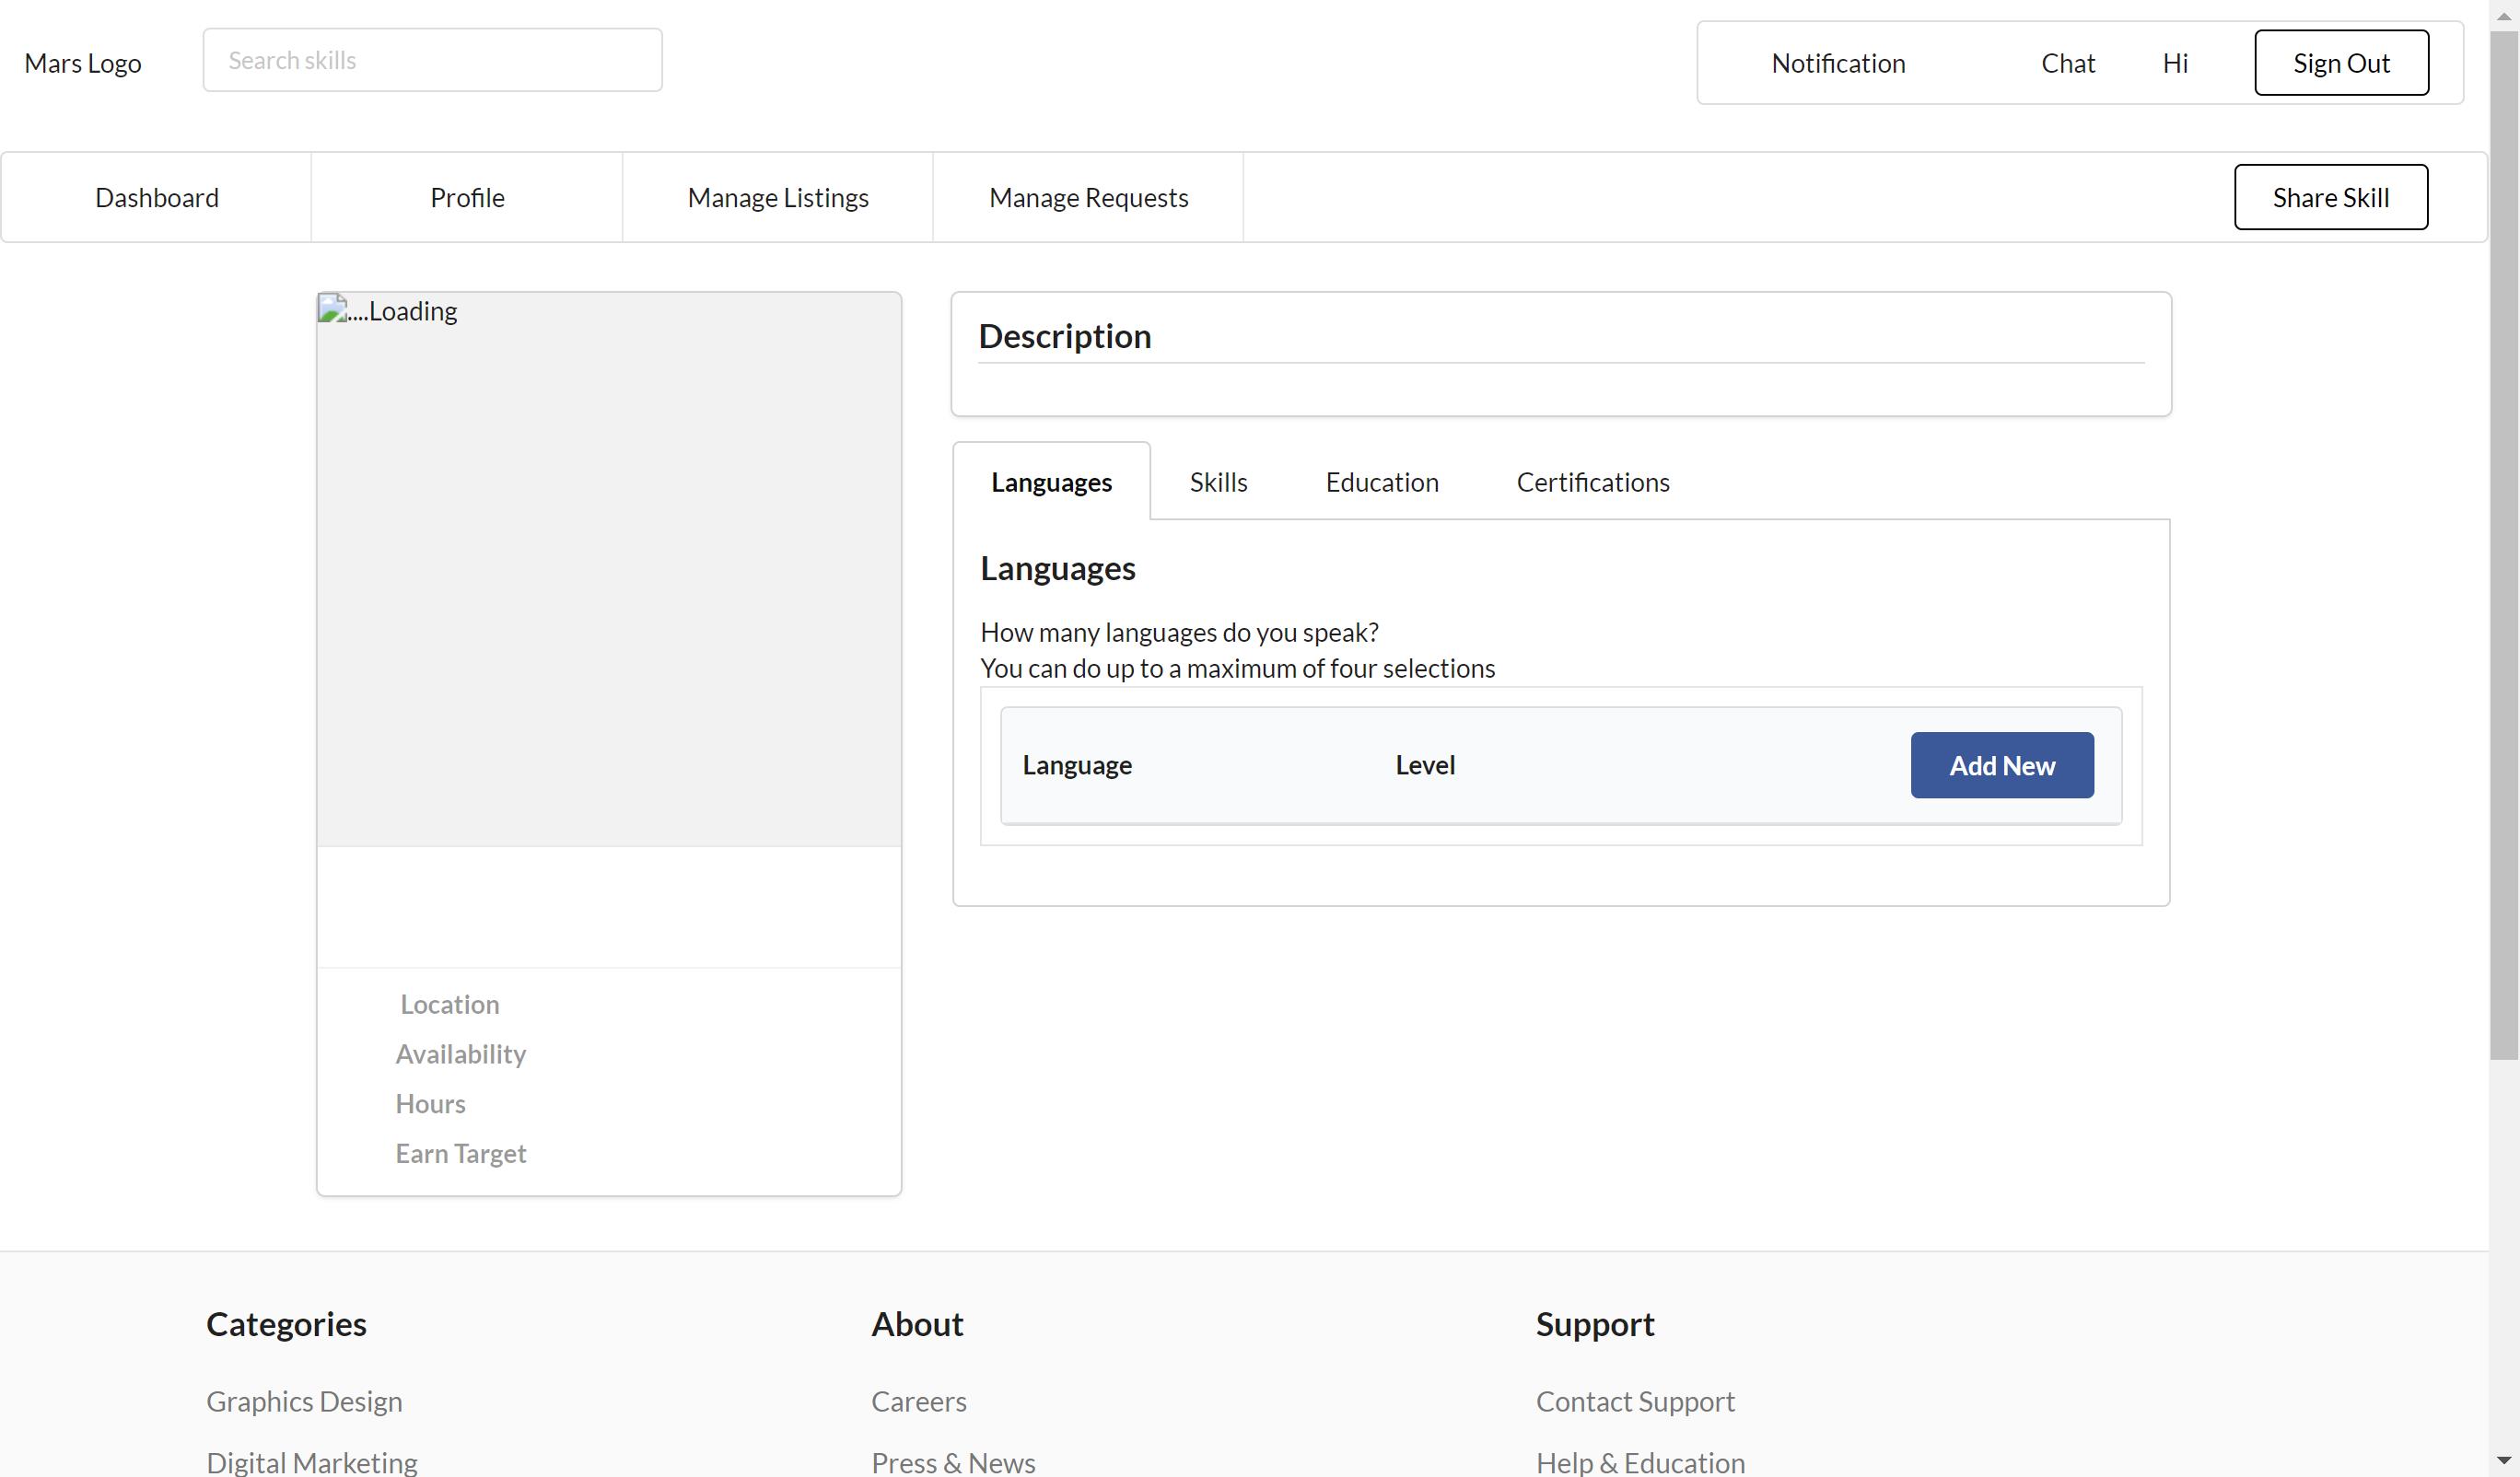 Mars Logo
Search skills
Notification
Chat
Hi
Sign Out
Dashboard
Profile
Manage Listings
Manage Requests
Share Skill
....Loading
Location
Availability
Hours
Earn Target
Description
Languages
Skills
Education
Certifications
Languages
How many languages do you speak?
You can do up to a maximum of four selections
Language
Level
Add New
Categories
Graphics Design
Digital Marketing
About
Careers
Press & News
Support
Contact Support
Help & Education